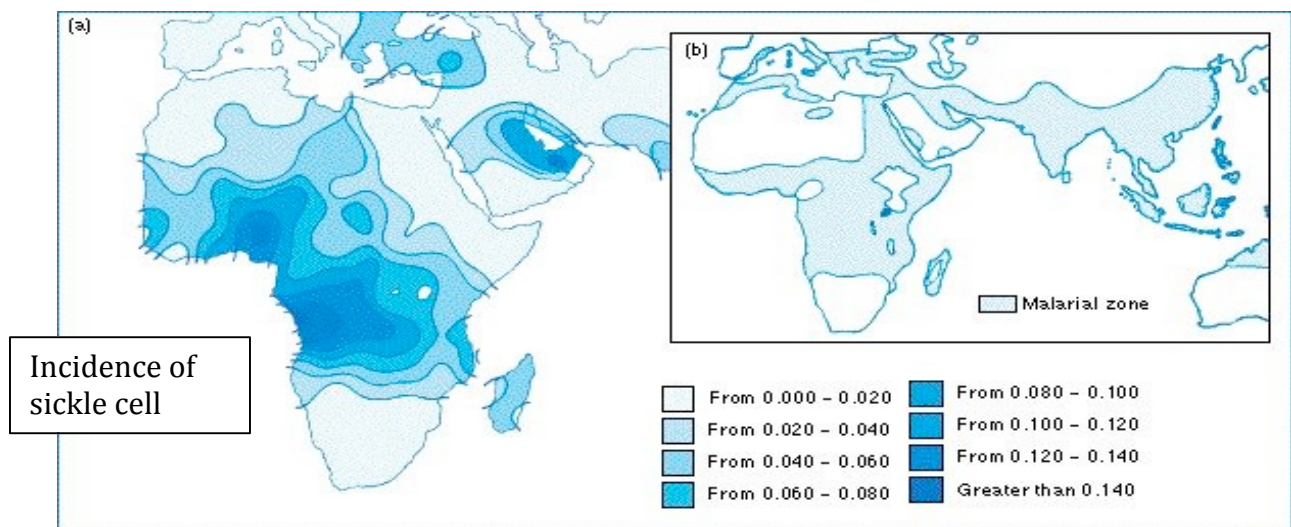 (a)
(b)
Malarial zone
Incidence of
sickle cell
From 0.000 – 0.020
From 0.020 – 0.040
From 0.040 – 0.060
From 0.060 – 0.080
From 0.080 – 0.100
From 0.100 – 0.120
From 0.120 – 0.140
Greater than 0.140